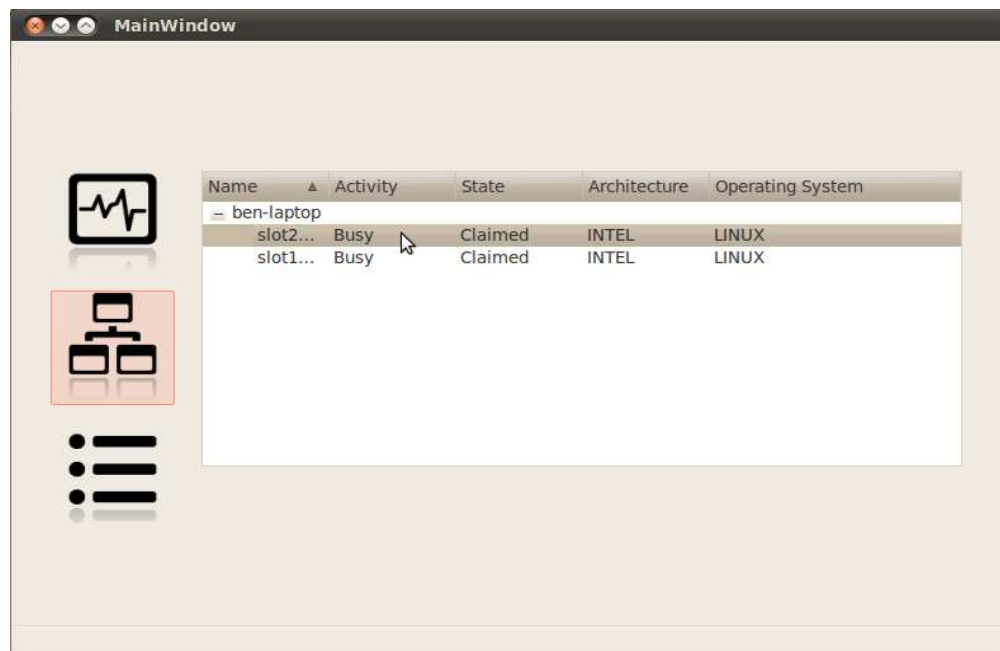 MainWindow
Name Activity State Architecture Operating System
ben-laptop
slot2... Busy Claimed INTEL LINUX
slot1... Busy Claimed INTEL LINUX